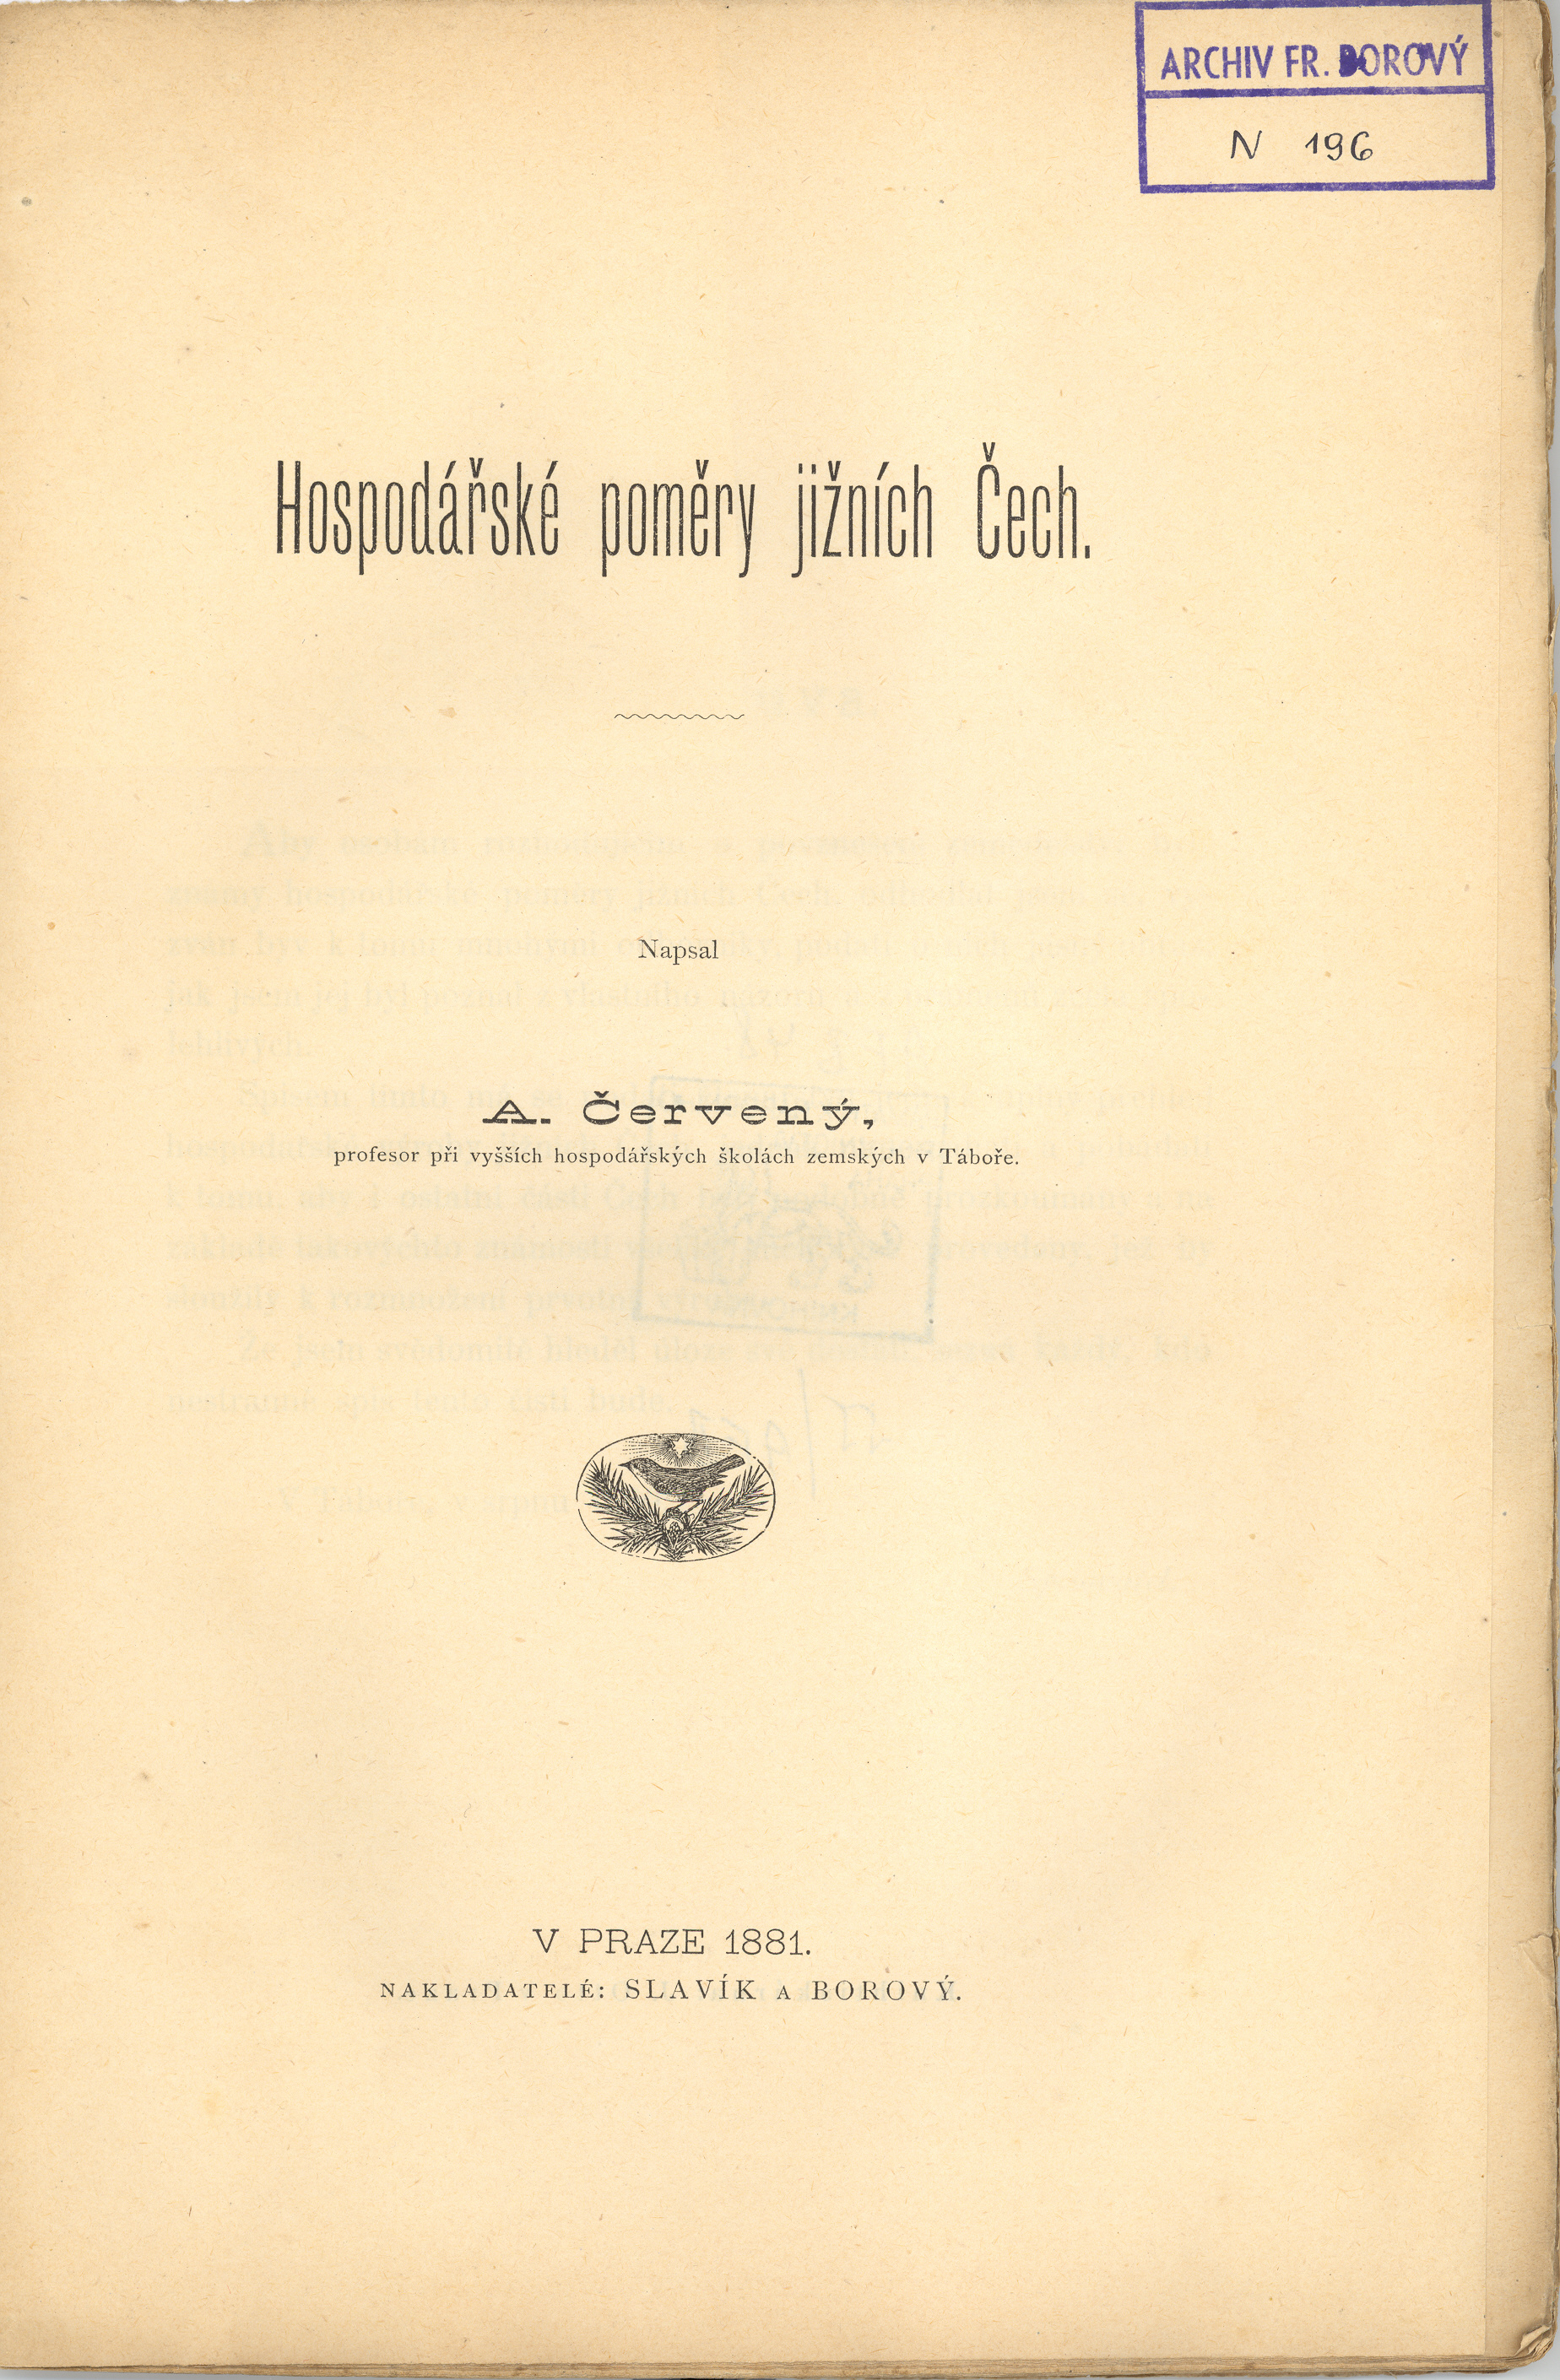 ARCHIV FR. BOROVÝ
N 196
Hospodářské poměry jižních Čech.
Napsal
A. Červený,
profesor při vyšších hospodářských školách zemských v Táboře.
V PRAZE 1881.
NAKLADATELÉ: SLAVÍK A BOROVÝ.